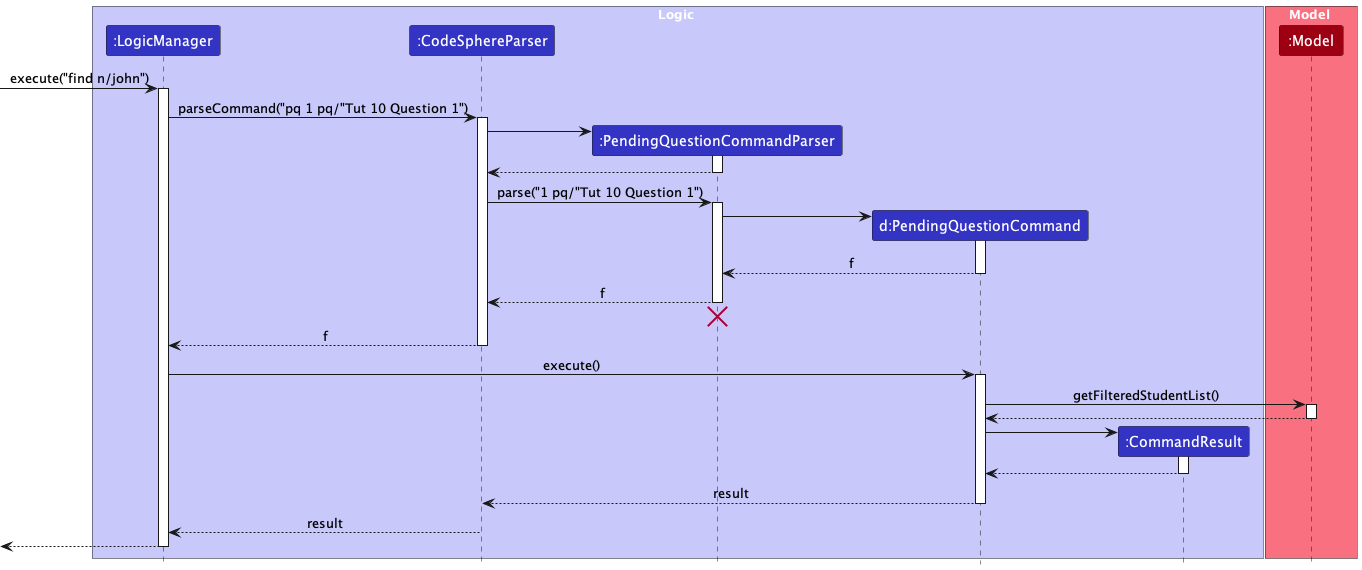 Logic
Model
:LogicManager
:CodeSphereParser
:Model
execute("find n/john")
parseCommand("pq 1 pq/"Tut 10 Question 1")
:PendingQuestionCommandParser
parse("1 pq/"Tut 10 Question 1")
d:PendingQuestionCommand
f
f
f
execute()
getFilteredStudentList()
:CommandResult
result
result